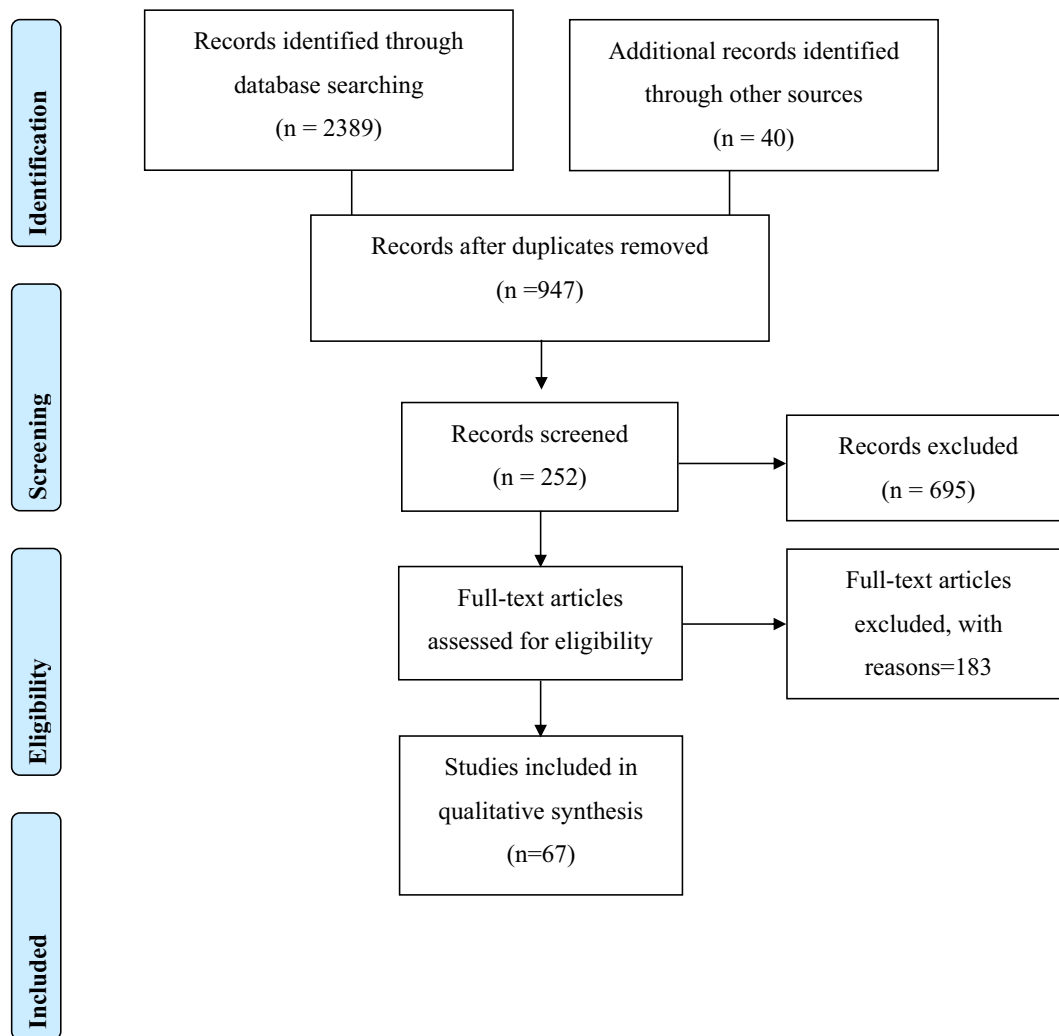 Identification
Records identified through
database searching
(n = 2389)
Additional records identified
through other sources
(n = 40)
Records after duplicates removed
(n =947)
Screening
Records screened
(n = 252)
Records excluded
(n = 695)
Eligibility
Full-text articles
assessed for eligibility
Full-text articles
excluded, with
reasons=183
Studies included in
qualitative synthesis
(n=67)
Included